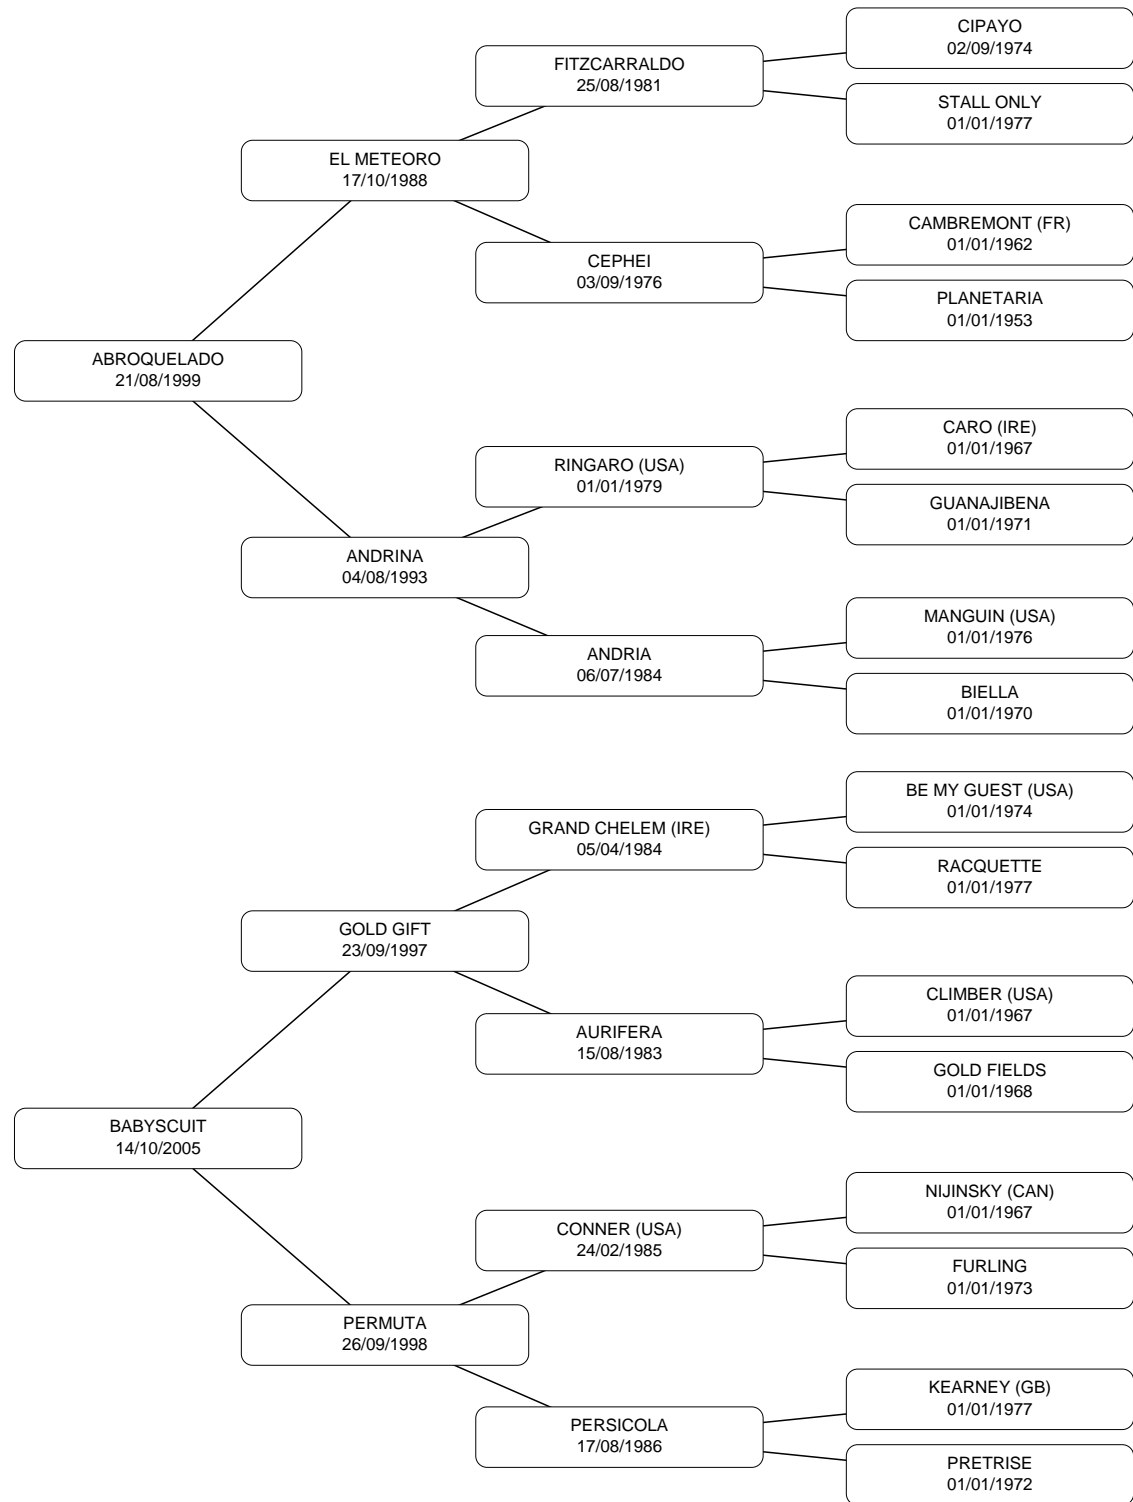 CIPAYO
02/09/1974
FITZCARRALDO
25/08/1981
STALL ONLY
01/01/1977
EL METEORO
17/10/1988
CAMBREMONT (FR)
01/01/1962
CEPHEI
03/09/1976
PLANETARIA
01/01/1953
ABROQUELADO
21/08/1999
CARO (IRE)
01/01/1967
RINGARO (USA)
01/01/1979
GUANAJIBENA
01/01/1971
ANDRINA
04/08/1993
MANGUIN (USA)
01/01/1976
ANDRIA
06/07/1984
BIELLA
01/01/1970
BE MY GUEST (USA)
01/01/1974
GRAND CHELEM (IRE)
05/04/1984
RACQUETTE
01/01/1977
GOLD GIFT
23/09/1997
CLIMBER (USA)
01/01/1967
AURIFERA
15/08/1983
GOLD FIELDS
01/01/1968
BABYSCUIT
14/10/2005
NIJINSKY (CAN)
01/01/1967
CONNER (USA)
24/02/1985
FURLING
01/01/1973
PERMUTA
26/09/1998
KEARNEY (GB)
01/01/1977
PERSICOLA
17/08/1986
PRETRISE
01/01/1972